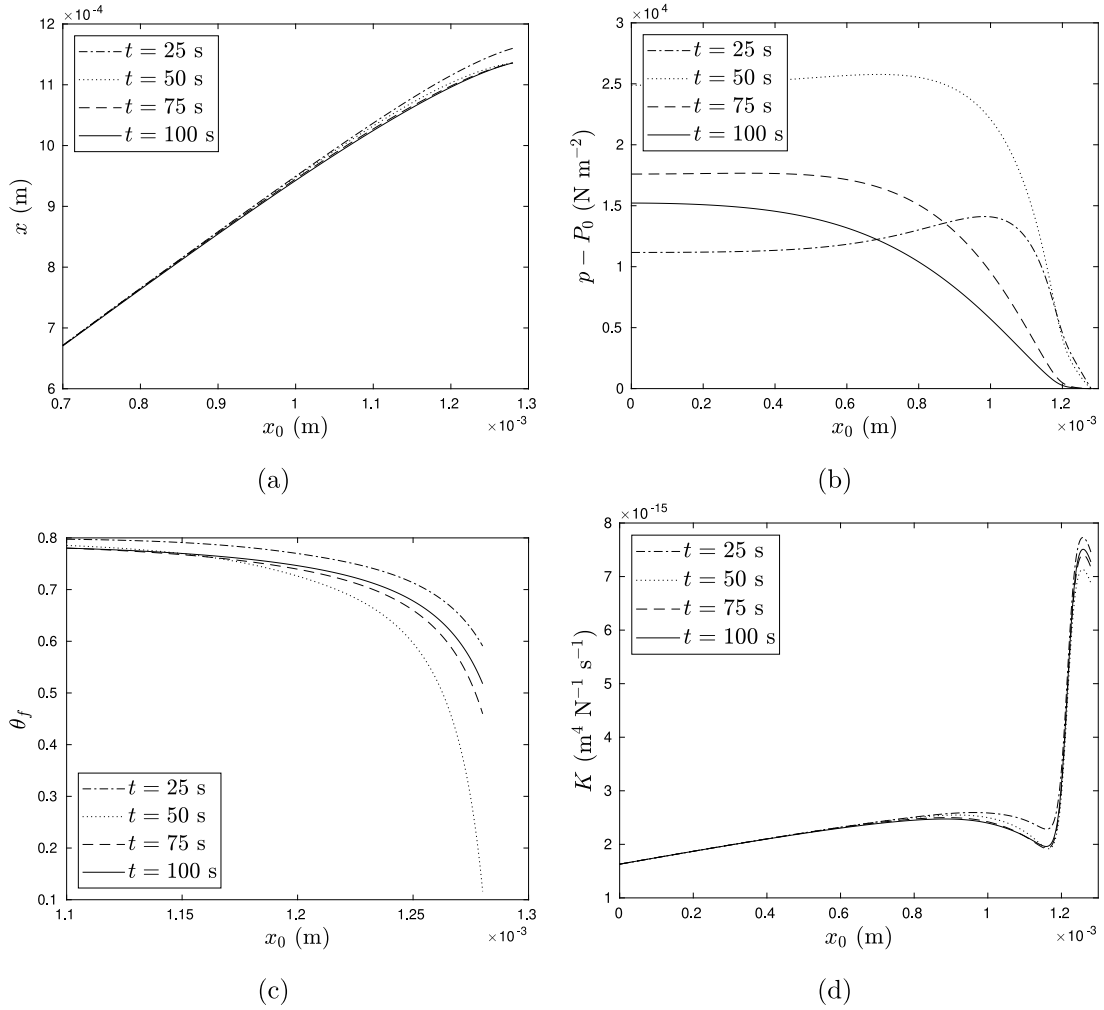 ×10⁻⁴
12
11
10
9
8
7
6
x (m)
t = 25 s
t = 50 s
t = 75 s
t = 100 s
0.7 0.8 0.9 1 1.1 1.2 1.3
x₀ (m)
×10⁻³
(a)
×10⁴
3
2.5
2
1.5
1
0.5
0
p − P₀ (N m⁻²)
t = 25 s
t = 50 s
t = 75 s
t = 100 s
0 0.2 0.4 0.6 0.8 1 1.2
x₀ (m)
×10⁻³
(b)
0.8
0.7
0.6
0.5
0.4
0.3
0.2
0.1
θ_f
t = 25 s
t = 50 s
t = 75 s
t = 100 s
1.1 1.15 1.2 1.25 1.3
x₀ (m)
×10⁻³
(c)
×10⁻¹⁵
8
7
6
5
4
3
2
1
K (m⁴ N⁻¹ s⁻¹)
t = 25 s
t = 50 s
t = 75 s
t = 100 s
0 0.2 0.4 0.6 0.8 1 1.2
x₀ (m)
×10⁻³
(d)